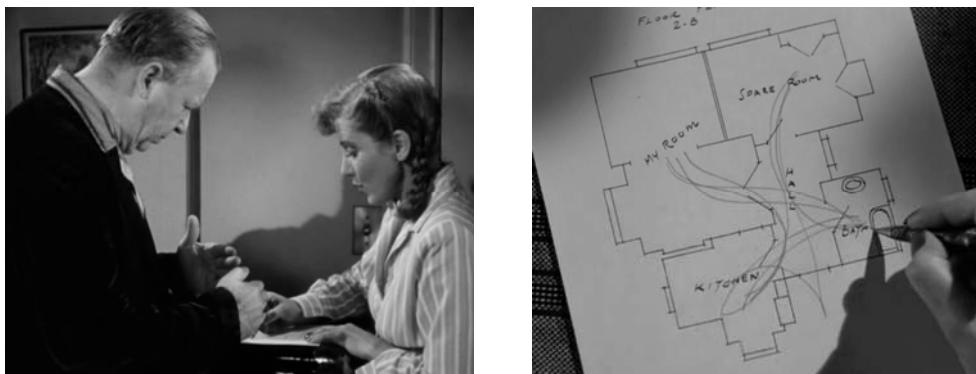 FLOOR
2-B
SPARE ROOM
MY ROOM
HALL
BATH
KITCHEN